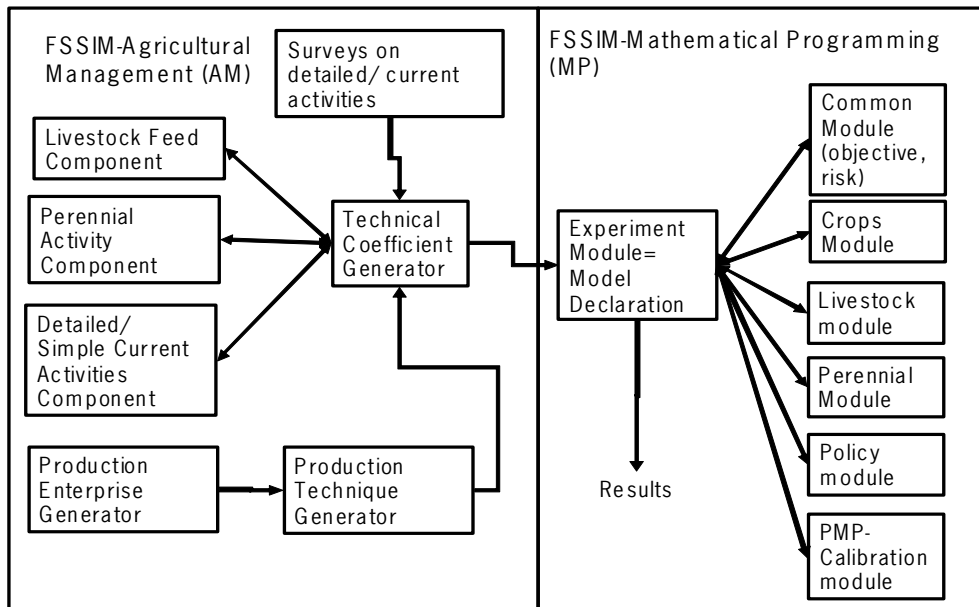 FSSIM-Agricultural
Management (AM)
Surveys on
detailed/ current
activities
Livestock Feed
Component
Perennial
Activity
Component
Technical
Coefficient
Generator
Detailed/
Simple Current
Activities
Component
Production
Enterprise
Generator
Production
Technique
Generator
FSSIM-Mathematical Programming
(MP)
Common
Module
(objective,
risk)
Experiment
Module=
Model
Declaration
Crops
Module
Livestock
module
Perennial
Module
Results
Policy
module
PMP-
Calibration
module